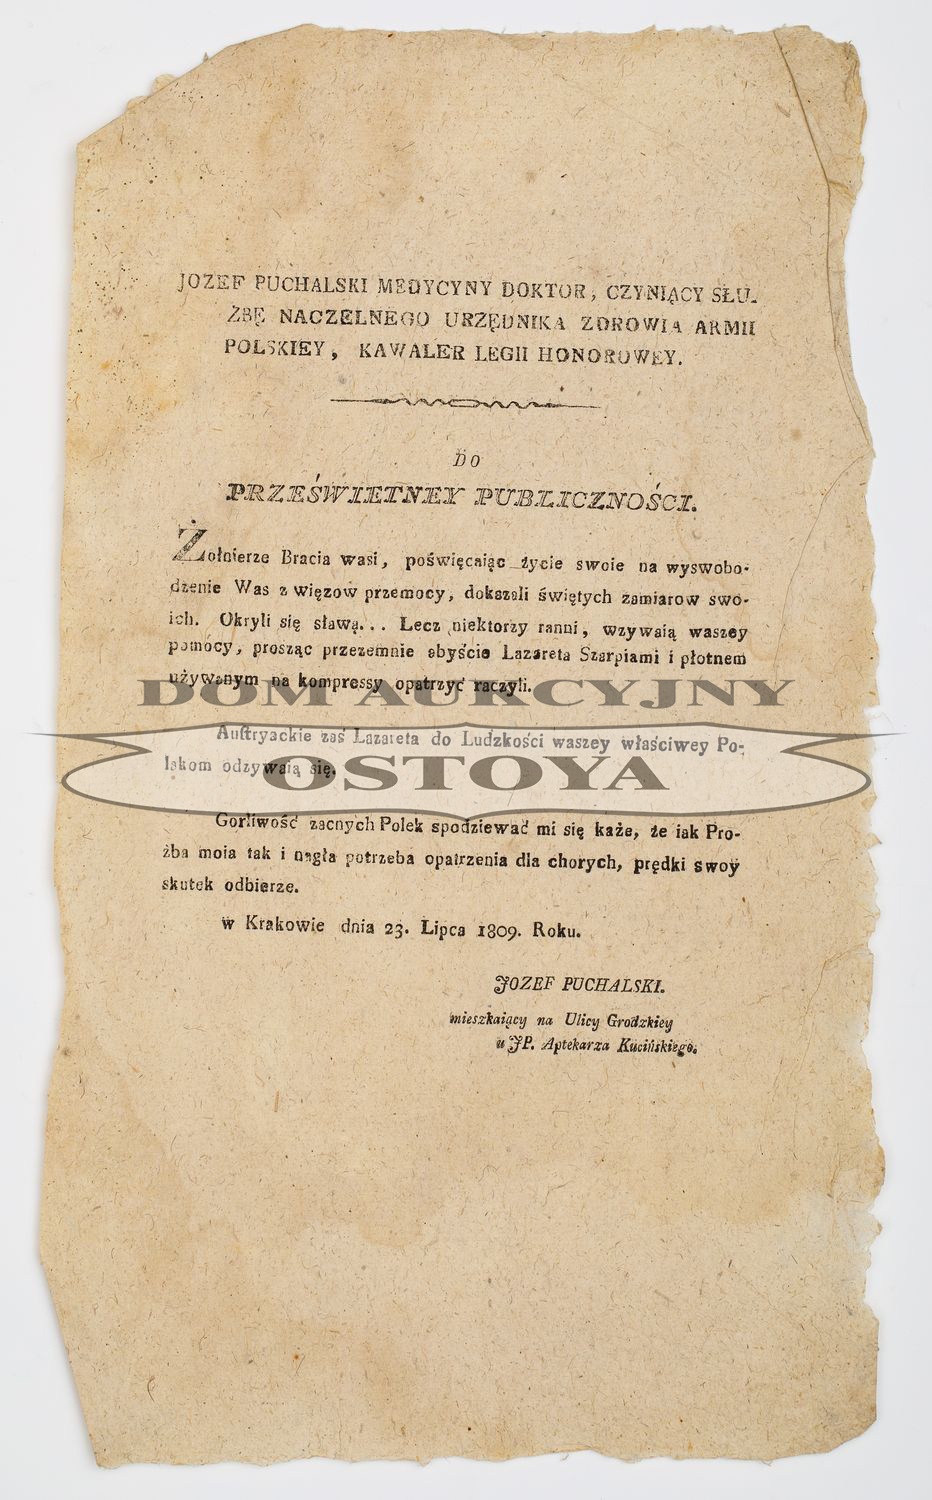 JOZEF PUCHALSKI MEDYCYNY DOKTOR, CZYNIĄCY SŁU-
ŻBĘ NACZELNEGO URZĘDNIKA ZDROWIA ARMII
POLSKIEY, KAWALER LEGII HONOROWEY.
DO
PRZEŚWIETNEY PUBLICZNOŚCI.
Żołnierze Bracia wasi, poświęcaiąc życie swoie na wyswobo-
dzenie Was z więzow przemocy, dokazali świętych zamiarow swo-
ich. Okryli się sławą... Lecz niektorzy ranni, wzywaią waszey
pomocy, prosząc przezemnie abyście Lazareta Szarpiami i płotnem
używanym na kompressy opatrzyć raczyli.
DOM AUKCYJNY
Austryackie zaś Lazareta do Ludzkości waszey właściwey Po-
lakom odzywaią się.
OSTOYA
Gorliwość zacnych Polek spodziewać mi się każe, że iak Pro-
żba moia tak i nagła potrzeba opatrzenia dla chorych, prędki swoy
skutek odbierze.
w Krakowie dnia 23. Lipca 1809. Roku.
JOZEF PUCHALSKI.
mieszkaiący na Ulicy Grodzkiey
u JP. Aptekarza Kucińskiego.